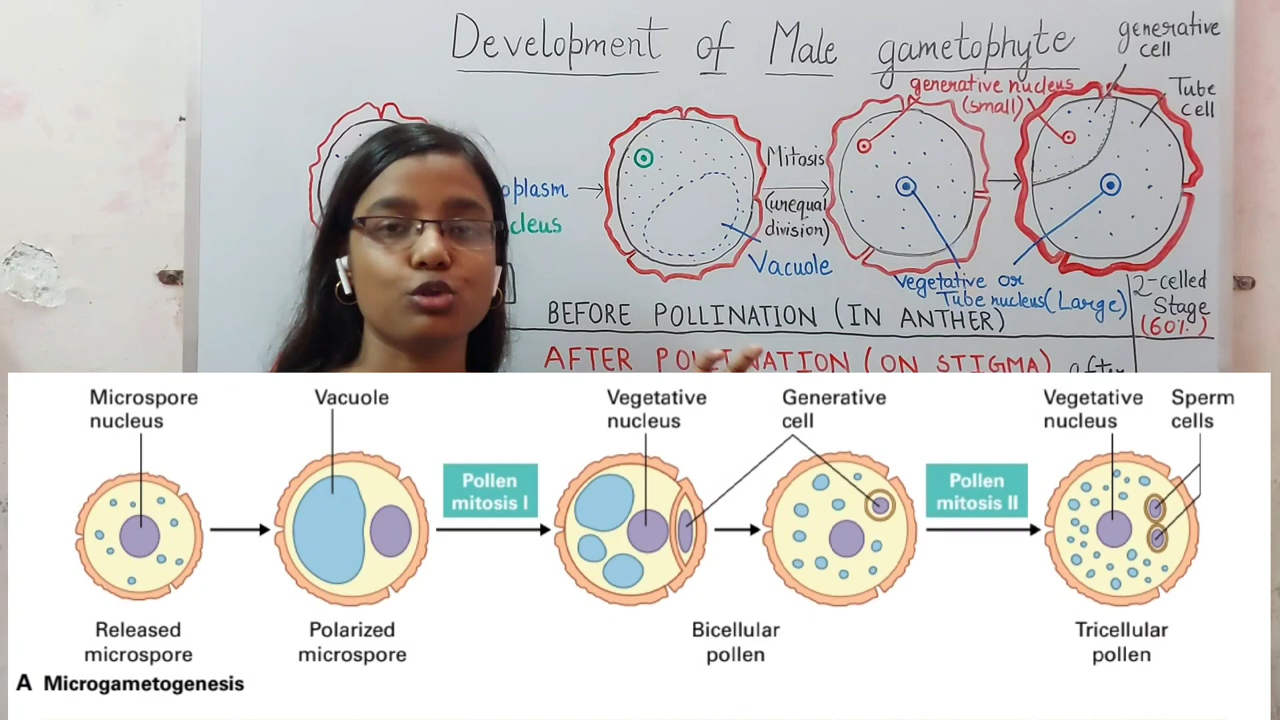 Development of Male gametophyte
generative
cell
generative nucleus
(small)
Tube
cell
Mitosis
(unequal
division)
Vacuole
vegetative or
Tube nucleus (Large)
2-celled
Stage
(60%)
BEFORE POLLINATION (IN ANTHER)
AFTER POLLINATION (ON STIGMA)
after
Microspore
nucleus
Vacuole
Vegetative
nucleus
Generative
cell
Vegetative
nucleus
Sperm
cells
Pollen
mitosis I
Pollen
mitosis II
Released
microspore
Polarized
microspore
Bicellular
pollen
Tricellular
pollen
A Microgametogenesis